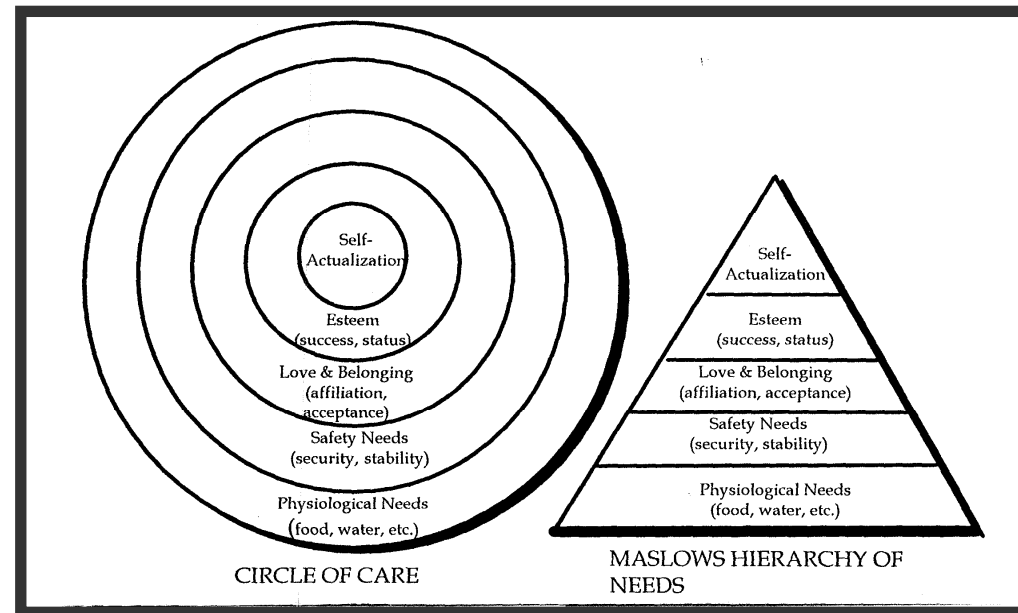 Self-
Actualization
Esteem
(success, status)
Love & Belonging
(affiliation,
acceptance)
Safety Needs
(security, stability)
Physiological Needs
(food, water, etc.)
CIRCLE OF CARE
Self-
Actualization
Esteem
(success, status)
Love & Belonging
(affiliation, acceptance)
Safety Needs
(security, stability)
Physiological Needs
(food, water, etc.)
MASLOWS HIERARCHY OF
NEEDS